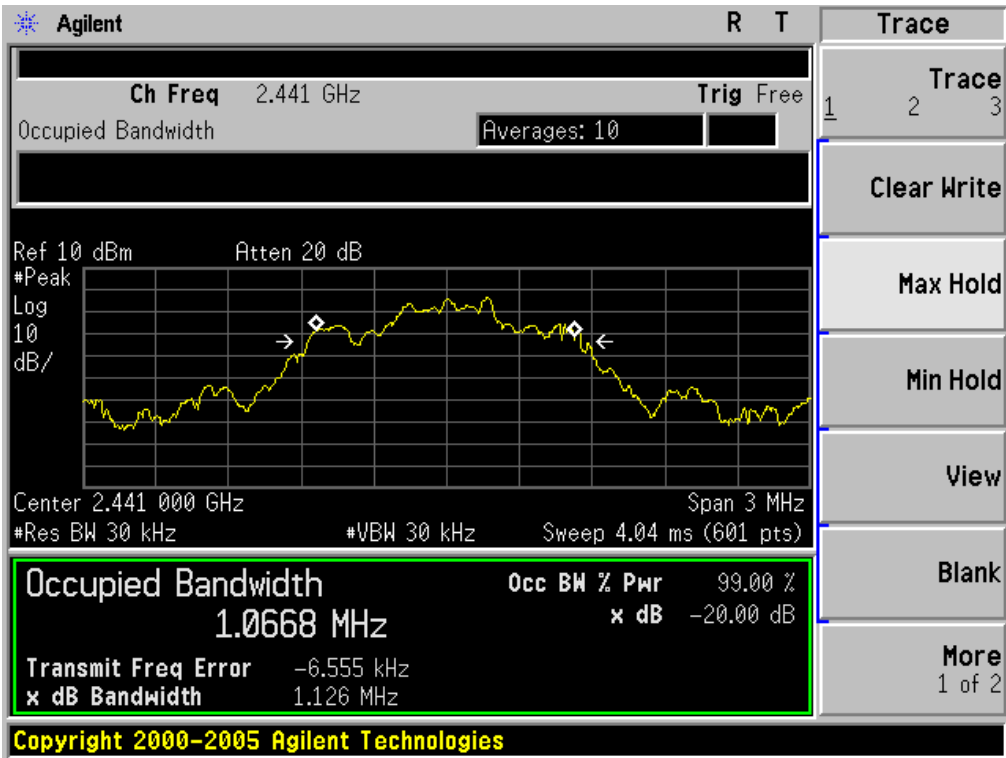 Agilent R T
Ch Freq 2.441 GHz Trig Free
Occupied Bandwidth Averages: 10
Ref 10 dBm Atten 20 dB
#Peak
Log
10
dB/
Center 2.441 000 GHz Span 3 MHz
#Res BW 30 kHz #VBW 30 kHz Sweep 4.04 ms (601 pts)
Occupied Bandwidth Occ BW % Pwr 99.00 %
1.0668 MHz x dB -20.00 dB
Transmit Freq Error -6.555 kHz
x dB Bandwidth 1.126 MHz
Copyright 2000-2005 Agilent Technologies
Trace
Trace
1 2 3
Clear Write
Max Hold
Min Hold
View
Blank
More
1 of 2